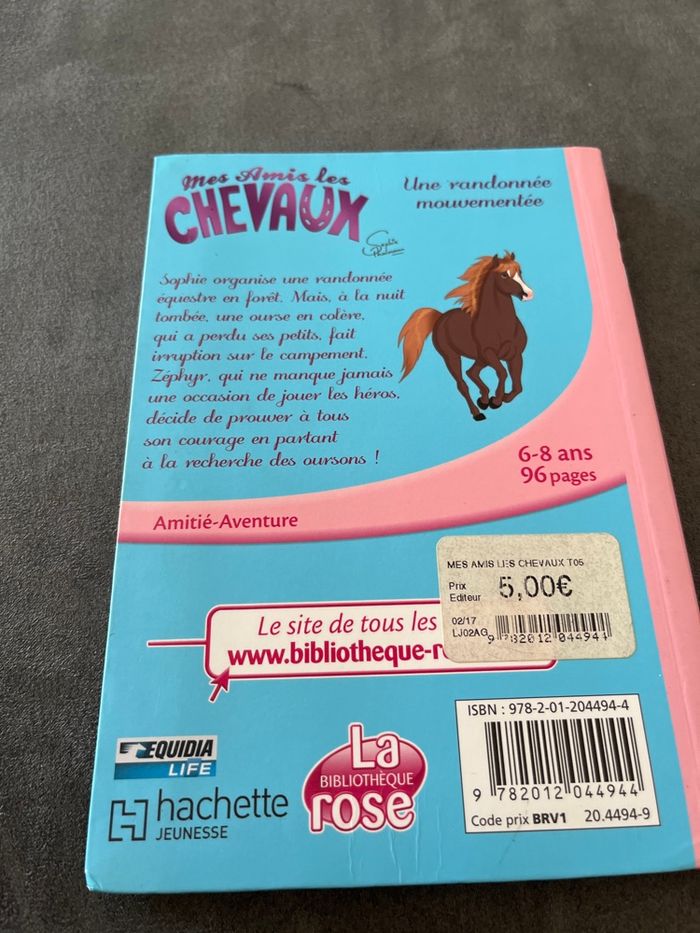 Mes Amis les
CHEVAUX
Une randonnée
mouvementée
Sophie organise une randonnée
équestre en forêt. Mais, à la nuit
tombée, une ourse en colère,
qui a perdu ses petits, fait
irruption sur le campement.
Zéphyr, qui ne manque jamais
une occasion de jouer les héros,
décide de prouver à tous
son courage en partant
à la recherche des oursons !
6-8 ans
96 pages
Amitié-Aventure
MES AMIS LES CHEVAUX T05
Prix
Editeur
5,00€
02/17
LJ02AG
9 782012 044944
Le site de tous les
www.bibliotheque-r
ISBN : 978-2-01-204494-4
9 782012 044944
Code prix BRV1 20.4494-9
EQUIDIA
LIFE
hachette
JEUNESSE
La
BIBLIOTHÈQUE
rose